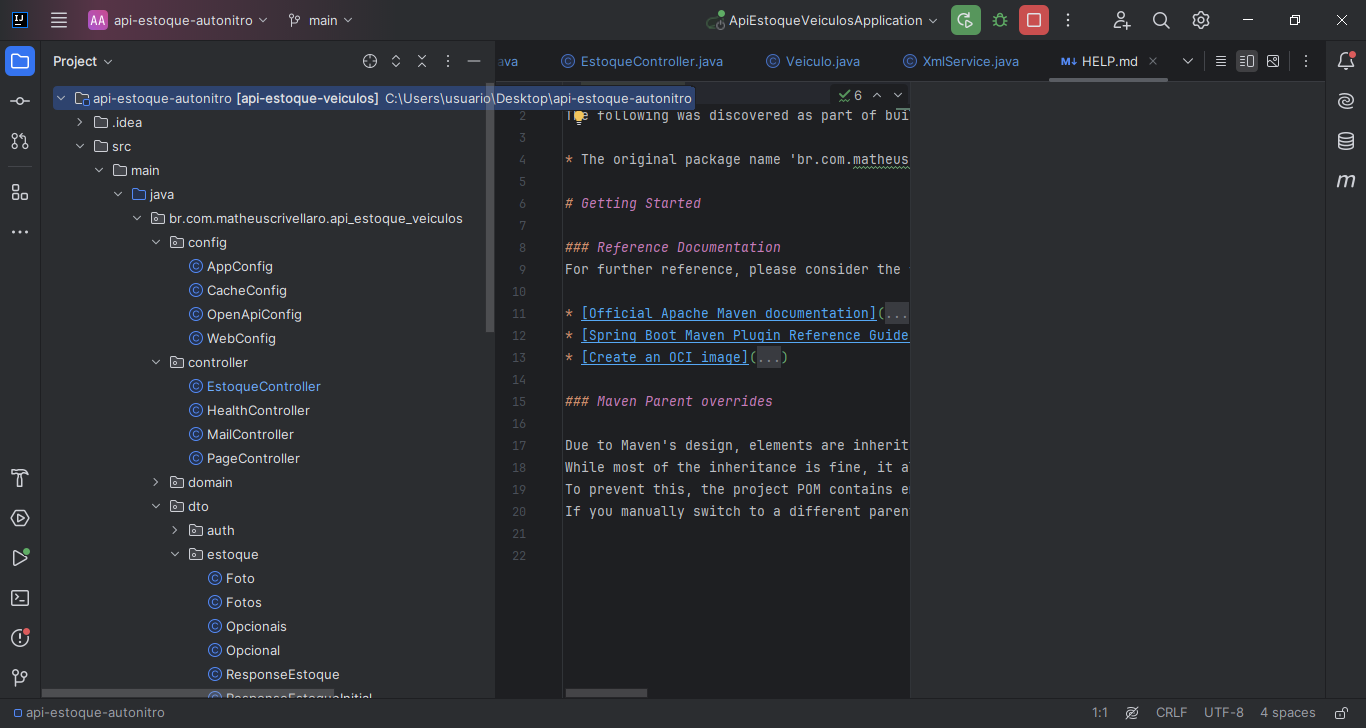 AA api-estoque-autonitro
main
ApiEstoqueVeiculosApplication
Project
ava
EstoqueController.java
Veiculo.java
XmlService.java
M↓ HELP.md
api-estoque-autonitro [api-estoque-veiculos] C:\Users\usuario\Desktop\api-estoque-autonitro
.idea
src
main
java
br.com.matheuscrivellaro.api_estoque_veiculos
config
AppConfig
CacheConfig
OpenApiConfig
WebConfig
controller
EstoqueController
HealthController
MailController
PageController
domain
dto
auth
estoque
Foto
Fotos
Opcionais
Opcional
ResponseEstoque
ResponseEstoqueInitial
6
2 The following was discovered as part of bui
3
4 * The original package name 'br.com.matheus
5
6 # Getting Started
7
8 ### Reference Documentation
9 For further reference, please consider the
10
11 * [Official Apache Maven documentation](...
12 * [Spring Boot Maven Plugin Reference Guide
13 * [Create an OCI image](...)
14
15 ### Maven Parent overrides
16
17 Due to Maven's design, elements are inherit
18 While most of the inheritance is fine, it a
19 To prevent this, the project POM contains e
20 If you manually switch to a different paren
21
22
m
api-estoque-autonitro
1:1 CRLF UTF-8 4 spaces